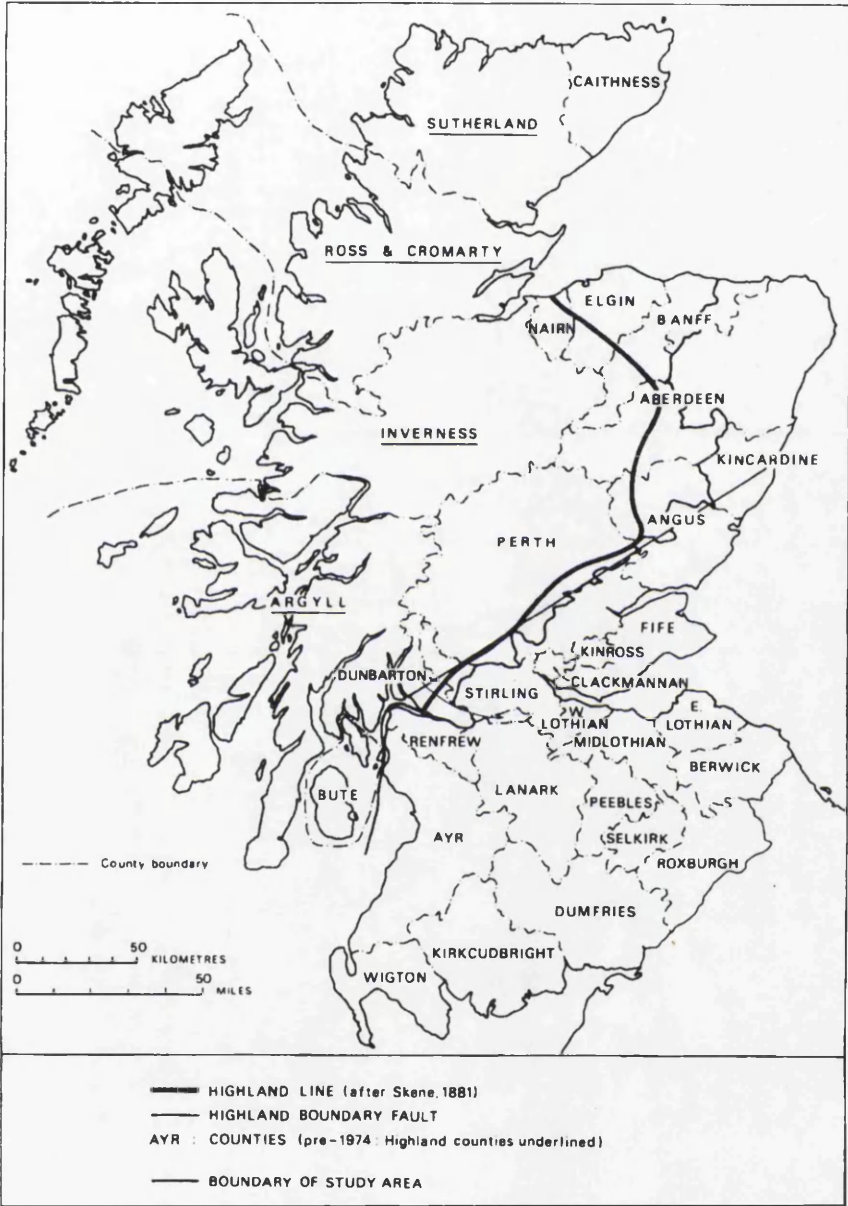 CAITHNESS
SUTHERLAND
ROSS & CROMARTY
ELGIN
NAIRN
BANFF
ABERDEEN
INVERNESS
KINCARDINE
ANGUS
PERTH
ARGYLL
FIFE
KINROSS
DUNBARTON
CLACKMANNAN
STIRLING
W.
LOTHIAN
E.
LOTHIAN
MIDLOTHIAN
RENFREW
BERWICK
LANARK
BUTE
PEEBLES
S
AYR
SELKIRK
ROXBURGH
County boundary
DUMFRIES
KIRKCUDBRIGHT
WIGTON
0 50
KILOMETRES
0 50
MILES
HIGHLAND LINE (after Skene, 1881)
HIGHLAND BOUNDARY FAULT
AYR : COUNTIES (pre-1974: Highland counties underlined)
BOUNDARY OF STUDY AREA